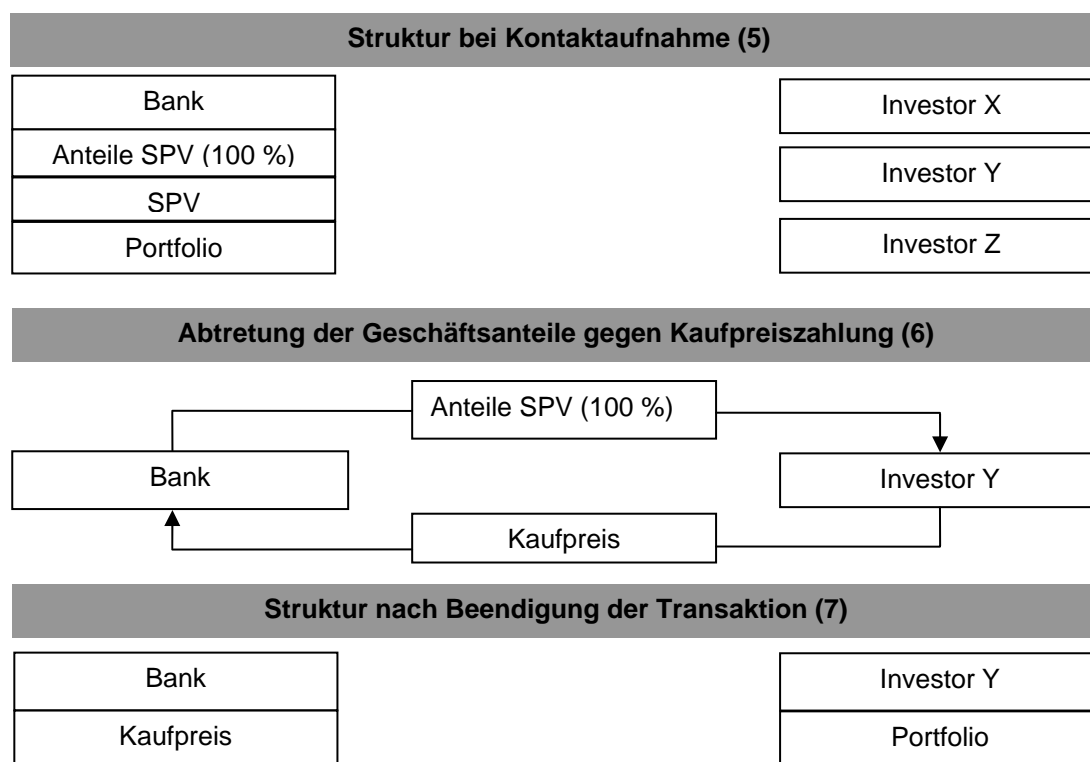 Struktur bei Kontaktaufnahme (5)
Bank
Anteile SPV (100 %)
SPV
Portfolio
Investor X
Investor Y
Investor Z
Abtretung der Geschäftsanteile gegen Kaufpreiszahlung (6)
Anteile SPV (100 %)
Bank
Investor Y
Kaufpreis
Struktur nach Beendigung der Transaktion (7)
Bank
Kaufpreis
Investor Y
Portfolio